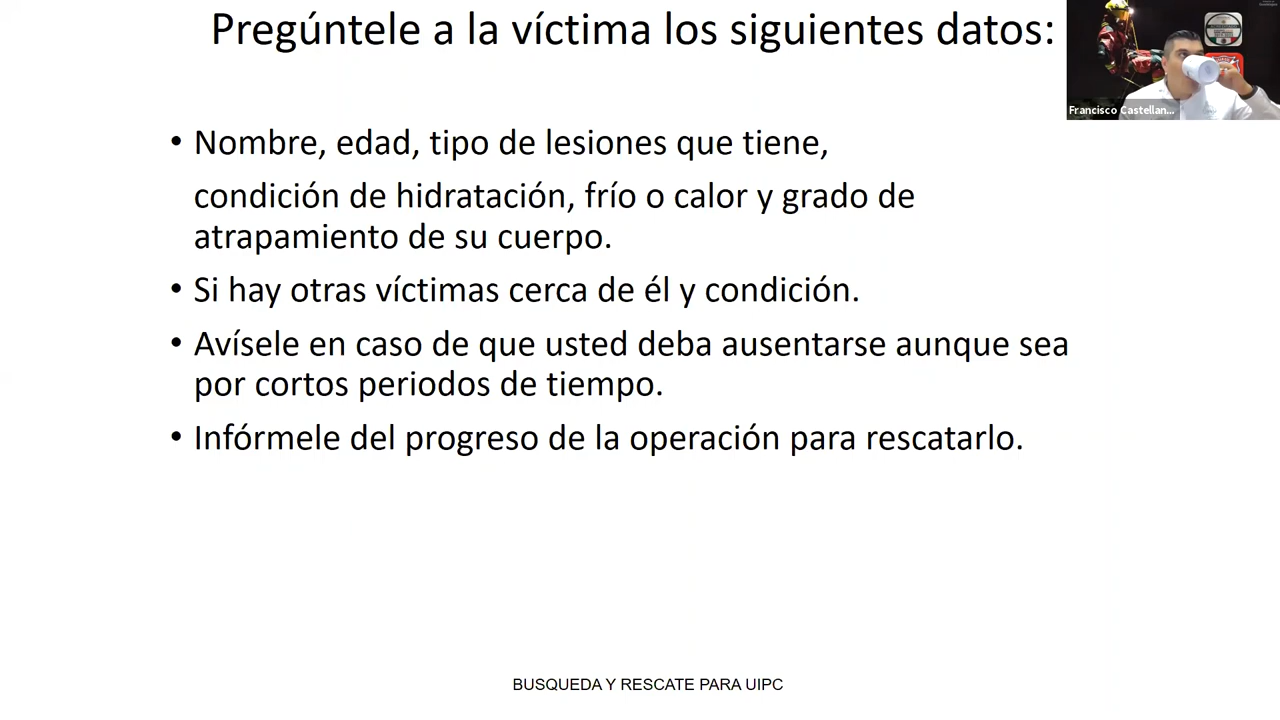 Pregúntele a la víctima los siguientes datos:
Francisco Castellan...
• Nombre, edad, tipo de lesiones que tiene,
condición de hidratación, frío o calor y grado de
atrapamiento de su cuerpo.
• Si hay otras víctimas cerca de él y condición.
• Avísele en caso de que usted deba ausentarse aunque sea
por cortos periodos de tiempo.
• Infórmele del progreso de la operación para rescatarlo.
BUSQUEDA Y RESCATE PARA UIPC